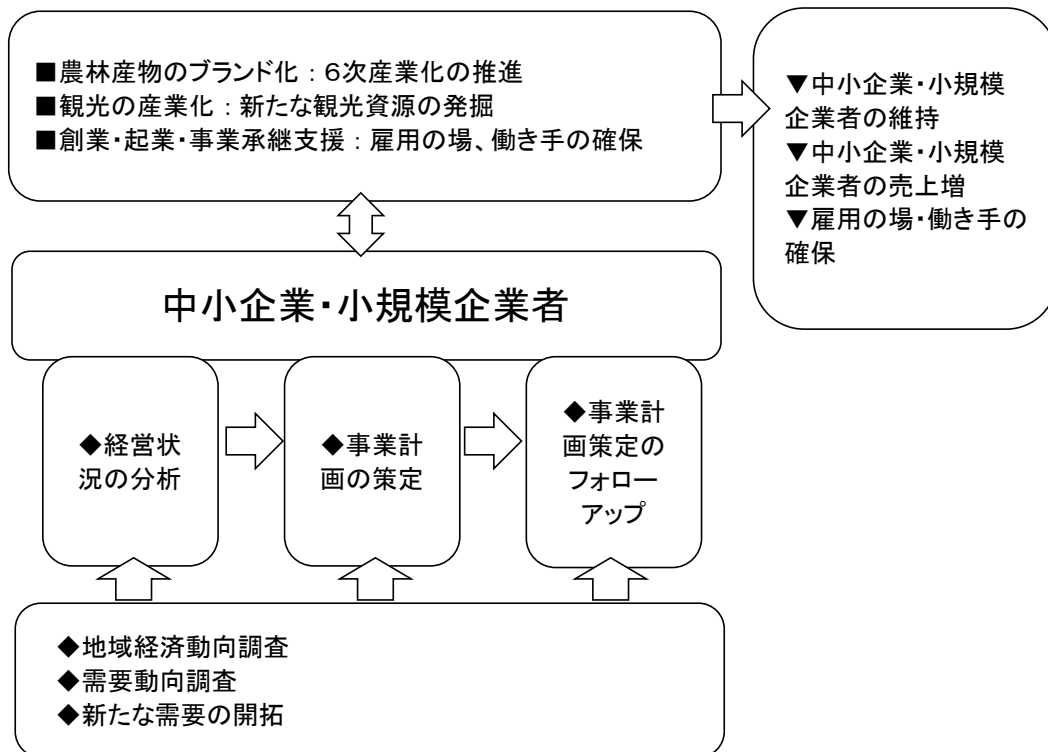 ■農林産物のブランド化：６次産業化の推進
■観光の産業化：新たな観光資源の発掘
■創業・起業・事業承継支援：雇用の場、働き手の確保
▼中小企業・小規模
企業者の維持
▼中小企業・小規模
企業者の売上増
▼雇用の場・働き手の
確保
中小企業・小規模企業者
◆経営状
況の分析
◆事業計
画の策定
◆事業計
画策定の
フォロー
アップ
◆地域経済動向調査
◆需要動向調査
◆新たな需要の開拓